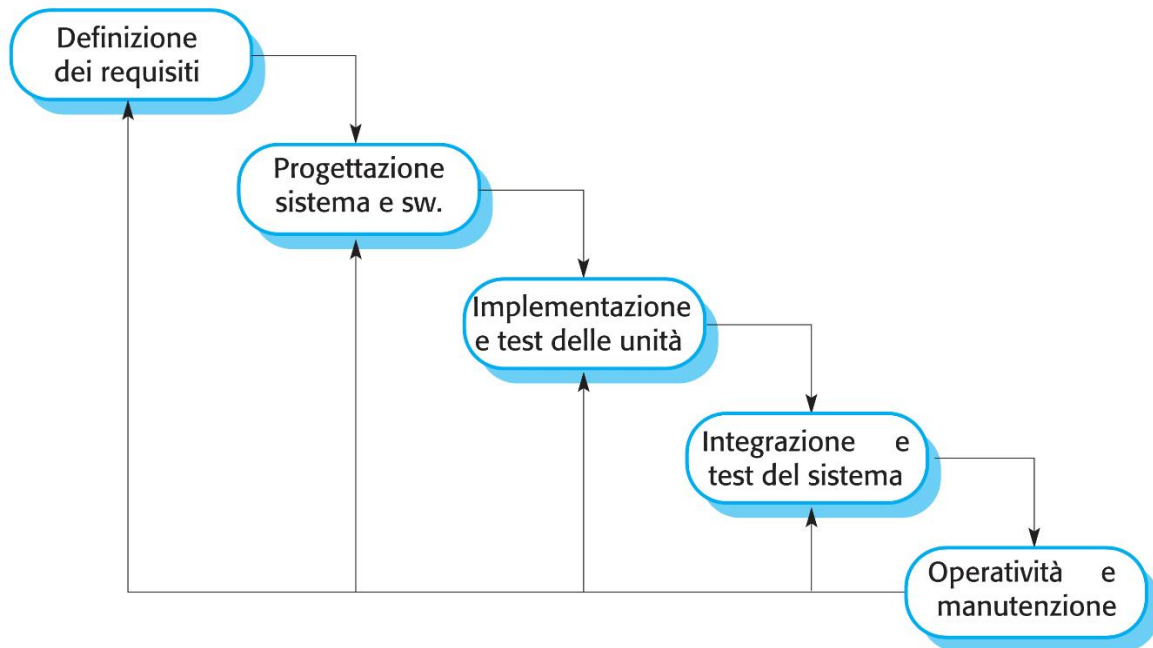 Definizione
dei requisiti
Progettazione
sistema e sw.
Implementazione
e test delle unità
Integrazione e
test del sistema
Operatività e
manutenzione